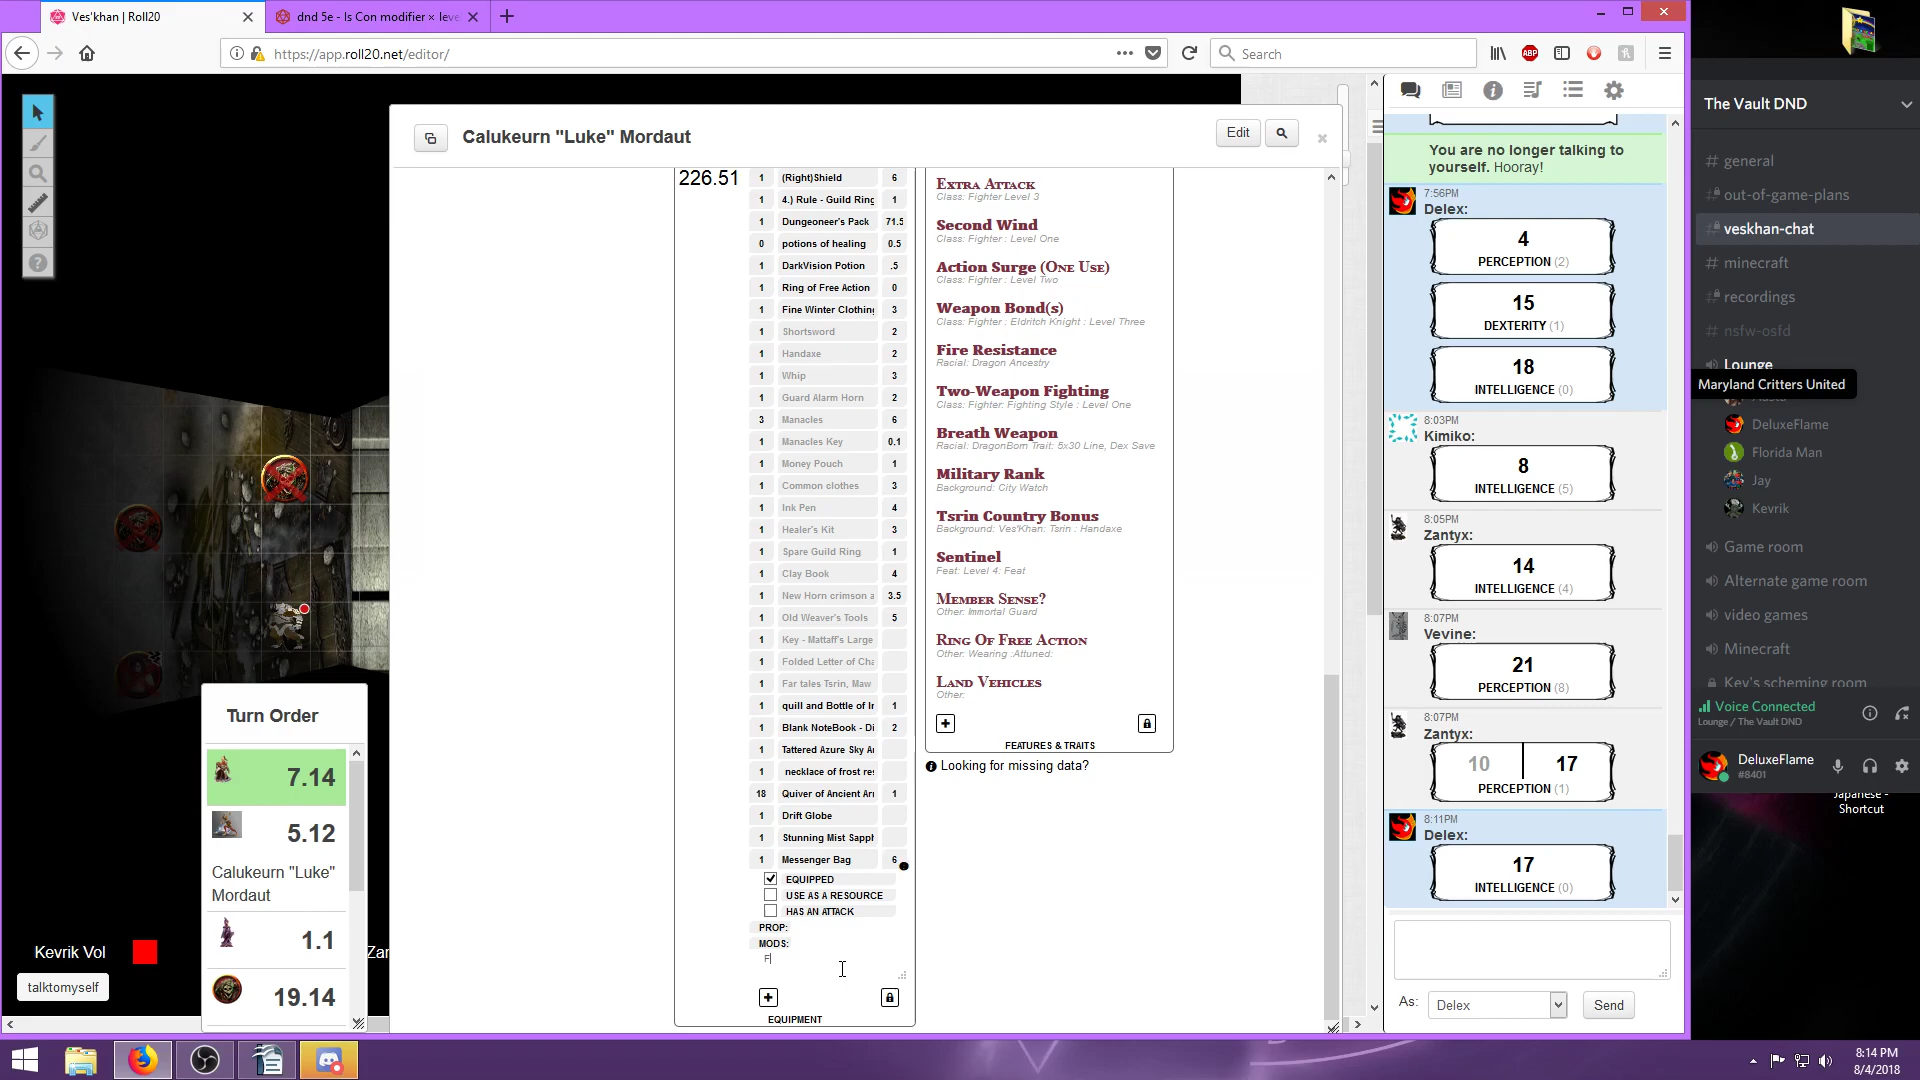 Ves'khan | Roll20
dnd 5e - Is Con modifier × leve
https://app.roll20.net/editor/
Search
ABP
Calukeurn "Luke" Mordaut
Edit
226.51
1 (Right)Shield 6
1 4.) Rule - Guild Ring 1
1 Dungeoneer's Pack 71.5
0 potions of healing 0.5
1 DarkVision Potion .5
1 Ring of Free Action 0
1 Fine Winter Clothing 3
1 Shortsword 2
1 Handaxe 2
1 Whip 3
1 Guard Alarm Horn 2
3 Manacles 6
1 Manacles Key 0.1
1 Money Pouch 1
1 Common clothes 3
1 Ink Pen 4
1 Healer's Kit 3
1 Spare Guild Ring 1
1 Clay Book 4
1 New Horn crimson a 3.5
1 Old Weaver's Tools 5
1 Key - Mattaff's Large
1 Folded Letter of Cha
1 Far tales Tsrin, Maw
1 quill and Bottle of In 1
1 Blank NoteBook - Di 2
1 Tattered Azure Sky Ar
1 necklace of frost res
18 Quiver of Ancient Arr 1
1 Drift Globe
1 Stunning Mist Sapph
1 Messenger Bag 6
EQUIPPED
USE AS A RESOURCE
HAS AN ATTACK
PROP:
MODS:
F
EQUIPMENT
Extra Attack
Class: Fighter Level 3
Second Wind
Class: Fighter : Level One
Action Surge (One Use)
Class: Fighter : Level Two
Weapon Bond(s)
Class: Fighter : Eldritch Knight : Level Three
Fire Resistance
Racial: Dragon Ancestry
Two-Weapon Fighting
Class: Fighter: Fighting Style : Level One
Breath Weapon
Racial: DragonBorn Trait: 5x30 Line, Dex Save
Military Rank
Background: City Watch
Tsrin Country Bonus
Background: Ves'Khan: Tsrin : Handaxe
Sentinel
Feat: Level 4: Feat
Member Sense?
Other: Immortal Guard
Ring Of Free Action
Other: Wearing :Attuned:
Land Vehicles
Other:
FEATURES & TRAITS
Looking for missing data?
Turn Order
7.14
5.12
Calukeurn "Luke"
Mordaut
1.1
19.14
Kevrik Vol
Zar
talktomyself
You are no longer talking to
yourself. Hooray!
7:56PM
Delex:
4
PERCEPTION (2)
15
DEXTERITY (1)
18
INTELLIGENCE (0)
8:03PM
Kimiko:
8
INTELLIGENCE (5)
8:05PM
Zantyx:
14
INTELLIGENCE (4)
8:07PM
Vevine:
21
PERCEPTION (8)
8:07PM
Zantyx:
10 17
PERCEPTION (1)
8:11PM
Delex:
17
INTELLIGENCE (0)
As: Delex Send
The Vault DND
# general
out-of-game-plans
veskhan-chat
# minecraft
recordings
# nsfw-osfd
Lounge
Maryland Critters United
DeluxeFlame
Florida Man
Jay
Kevrik
Game room
Alternate game room
video games
Minecraft
Kev's scheming room
Voice Connected
Lounge / The Vault DND
DeluxeFlame
#8401
Japanese -
Shortcut
8:14 PM
8/4/2018